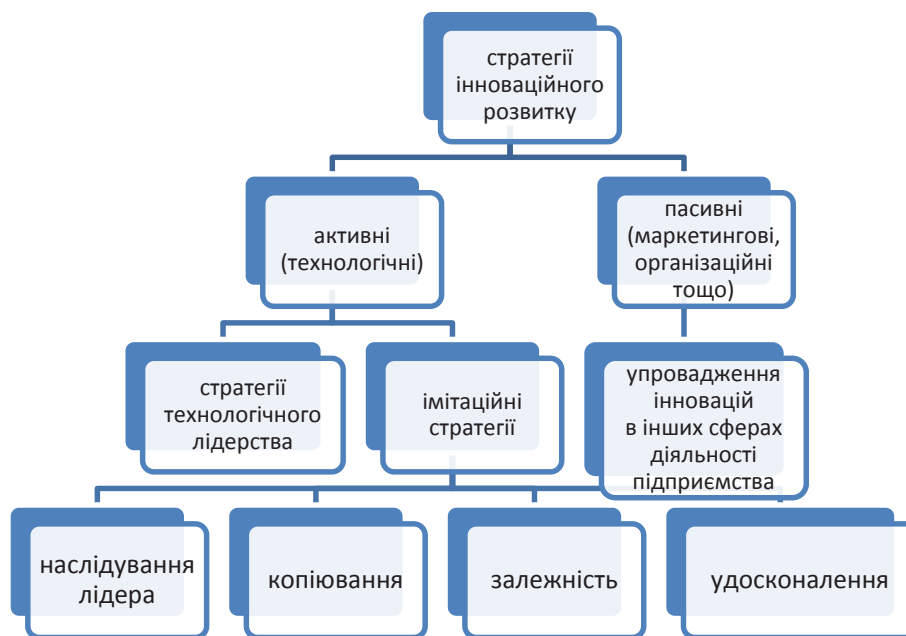 стратегії
інноваційного
розвитку
активні
(технологічні)
пасивні
(маркетингові,
організаційні
тощо)
стратегії
технологічного
лідерства
імітаційні
стратегії
упровадження
інновацій
в інших сферах
діяльності
підприємства
наслідування
лідера
копіювання
залежність
удосконалення